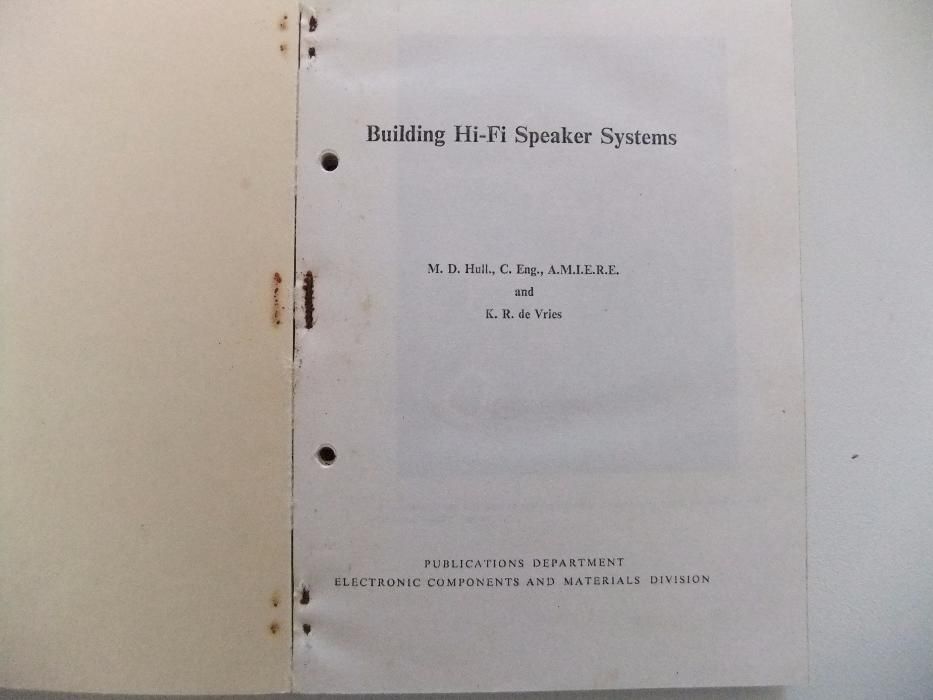 Building Hi-Fi Speaker Systems
M. D. Hull., C. Eng., A.M.I.E.R.E.
and
K. R. de Vries
PUBLICATIONS DEPARTMENT
ELECTRONIC COMPONENTS AND MATERIALS DIVISION